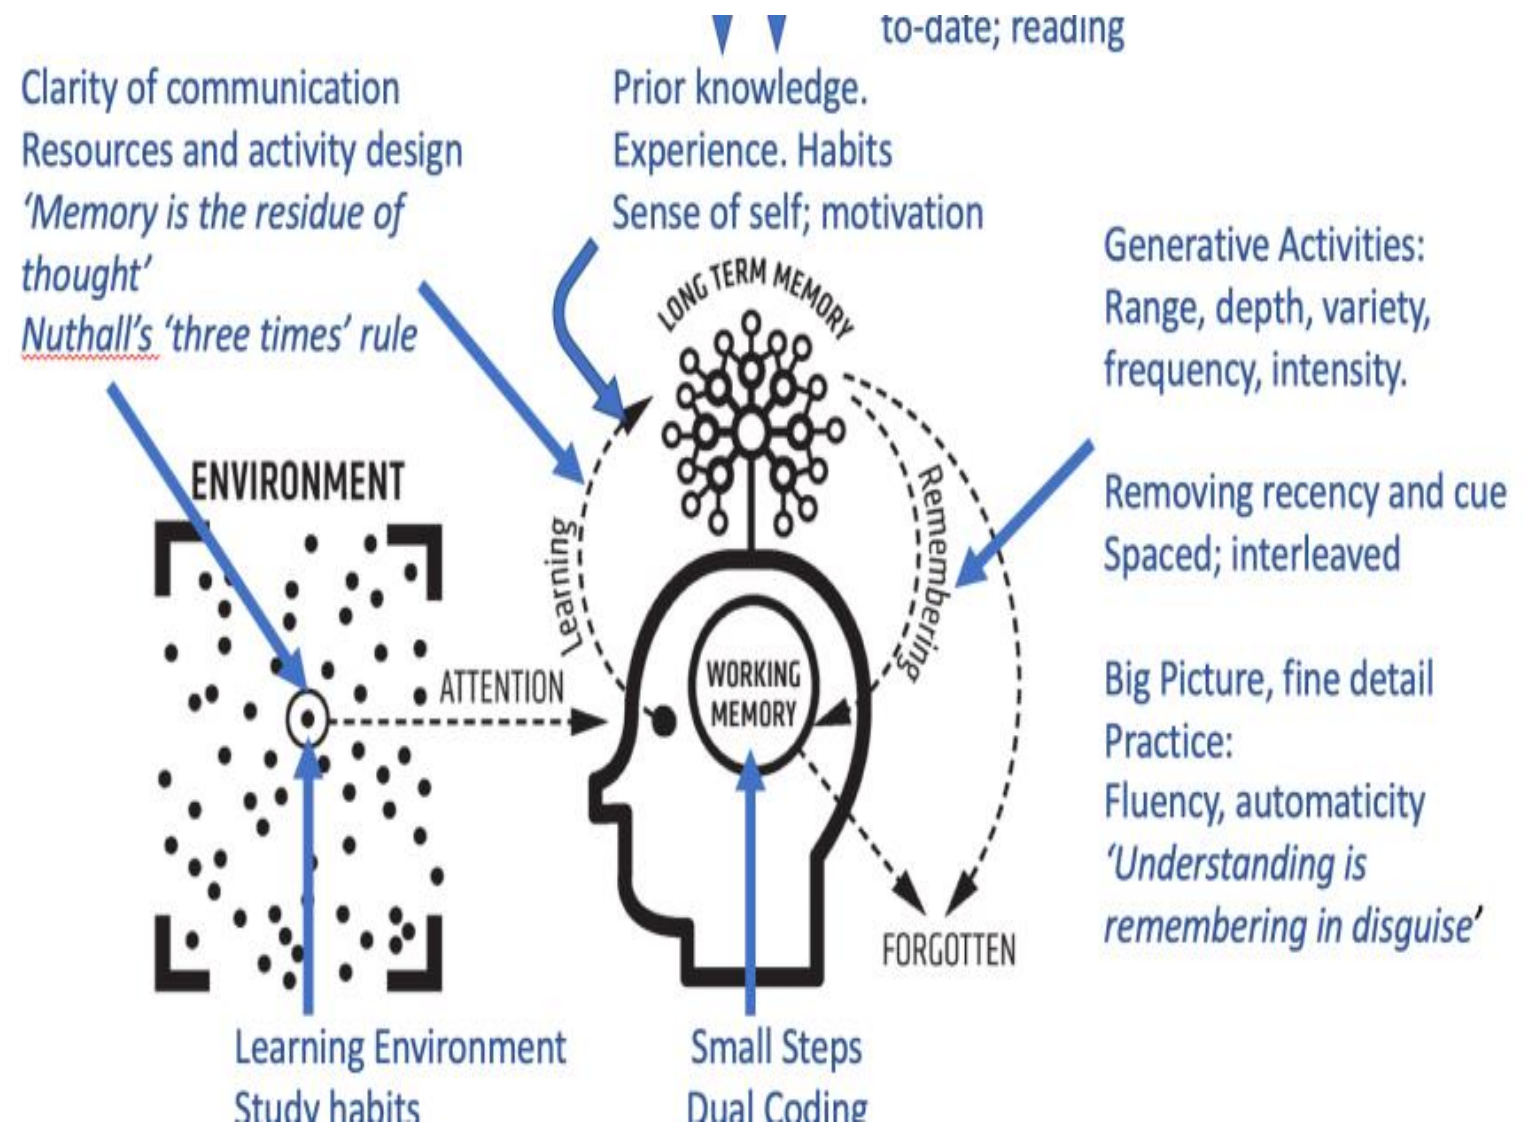 to-date; reading
Clarity of communication
Resources and activity design
‘Memory is the residue of
thought’
Nuthall’s ‘three times’ rule
Prior knowledge.
Experience. Habits
Sense of self; motivation
Generative Activities:
Range, depth, variety,
frequency, intensity.
Removing recency and cue
Spaced; interleaved
Big Picture, fine detail
Practice:
Fluency, automaticity
‘Understanding is
remembering in disguise’
LONG TERM MEMORY
ENVIRONMENT
Learning
Remembering
ATTENTION
WORKING
MEMORY
FORGOTTEN
Learning Environment
Study habits
Small Steps
Dual Coding